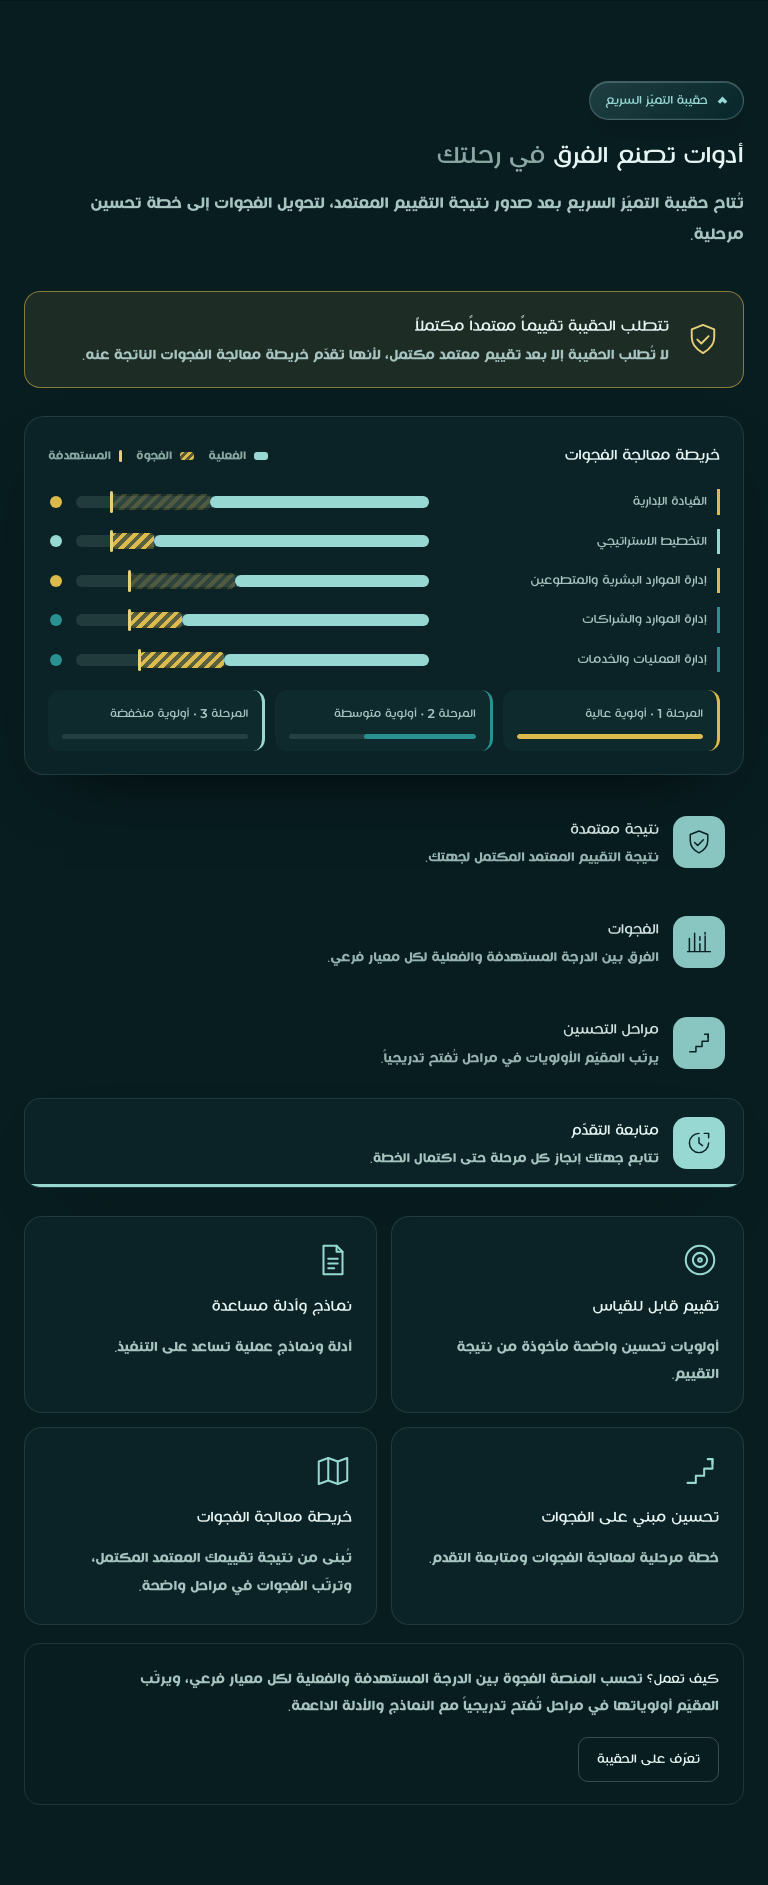 حقيبة التميّز السريع
أدوات تصنع الفرق في رحلتك
تُتاح حقيبة التميّز السريع بعد صدور نتيجة التقييم المعتمد، لتحويل الفجوات إلى خطة تحسين
مرحلية.
تتطلب الحقيبة تقييماً معتمداً مكتملاً
لا تُطلب الحقيبة إلا بعد تقييم معتمد مكتمل، لأنها تقدّم خريطة معالجة الفجوات الناتجة عنه.
خريطة معالجة الفجوات
الفعلية الفجوة المستهدفة
القيادة الإدارية
التخطيط الاستراتيجي
إدارة الموارد البشرية والمتطوعين
إدارة الموارد والشراكات
إدارة العمليات والخدمات
المرحلة 1 · أولوية عالية
المرحلة 2 · أولوية متوسطة
المرحلة 3 · أولوية منخفضة
نتيجة معتمدة
نتيجة التقييم المعتمد المكتمل لجهتك.
الفجوات
الفرق بين الدرجة المستهدفة والفعلية لكل معيار فرعي.
مراحل التحسين
يرتّب المقيّم الأولويات في مراحل تُفتح تدريجياً.
متابعة التقدّم
تتابع جهتك إنجاز كل مرحلة حتى اكتمال الخطة.
تقييم قابل للقياس
أولويات تحسين واضحة مأخوذة من نتيجة
التقييم.
نماذج وأدلة مساعدة
أدلة ونماذج عملية تساعد على التنفيذ.
تحسين مبني على الفجوات
خطة مرحلية لمعالجة الفجوات ومتابعة التقدم.
خريطة معالجة الفجوات
تُبنى من نتيجة تقييمك المعتمد المكتمل،
وترتّب الفجوات في مراحل واضحة.
كيف تعمل؟ تحسب المنصة الفجوة بين الدرجة المستهدفة والفعلية لكل معيار فرعي، ويرتّب
المقيّم أولوياتها في مراحل تُفتح تدريجياً مع النماذج والأدلة الداعمة.
تعرّف على الحقيبة